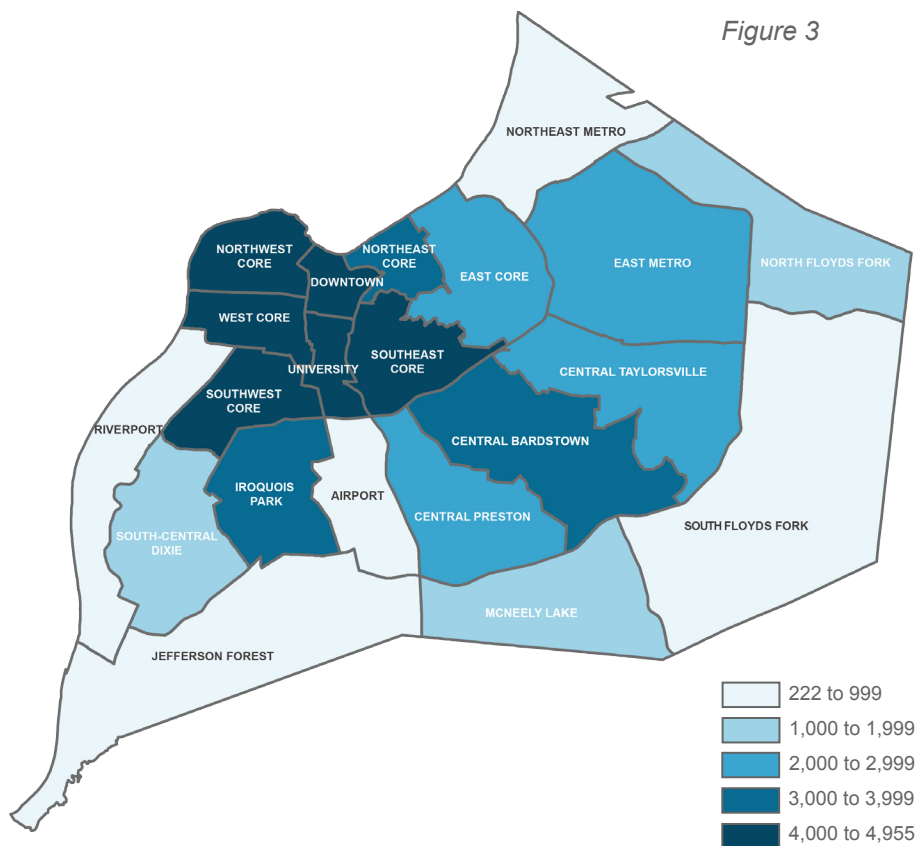 Figure 3
NORTHEAST METRO
NORTHWEST
CORE
NORTHEAST
CORE
DOWNTOWN
EAST CORE
EAST METRO
NORTH FLOYDS FORK
WEST CORE
UNIVERSITY
SOUTHEAST
CORE
CENTRAL TAYLORSVILLE
SOUTHWEST
CORE
RIVERPORT
CENTRAL BARDSTOWN
IROQUOIS
PARK
AIRPORT
CENTRAL PRESTON
SOUTH FLOYDS FORK
SOUTH-CENTRAL
DIXIE
MCNEELY LAKE
JEFFERSON FOREST
222 to 999
1,000 to 1,999
2,000 to 2,999
3,000 to 3,999
4,000 to 4,955